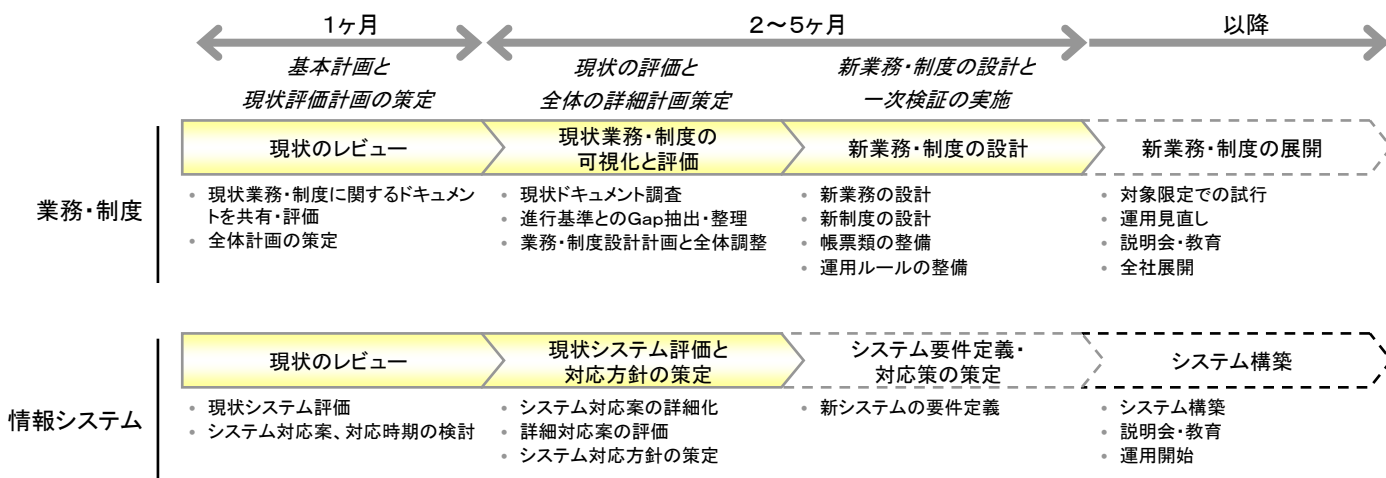 1ヶ月
2～5ヶ月
以降
基本計画と
現状評価計画の策定
現状の評価と
全体の詳細計画策定
新業務・制度の設計と
一次検証の実施
業務・制度
現状のレビュー
現状業務・制度の
可視化と評価
新業務・制度の設計
新業務・制度の展開
• 現状業務・制度に関するドキュメン
トを共有・評価
• 全体計画の策定
• 現状ドキュメント調査
• 進行基準とのGap抽出・整理
• 業務・制度設計計画と全体調整
• 新業務の設計
• 新制度の設計
• 帳票類の整備
• 運用ルールの整備
• 対象限定での試行
• 運用見直し
• 説明会・教育
• 全社展開
情報システム
現状のレビュー
現状システム評価と
対応方針の策定
システム要件定義・
対応策の策定
システム構築
• 現状システム評価
• システム対応案、対応時期の検討
• システム対応案の詳細化
• 詳細対応案の評価
• システム対応方針の策定
• 新システムの要件定義
• システム構築
• 説明会・教育
• 運用開始